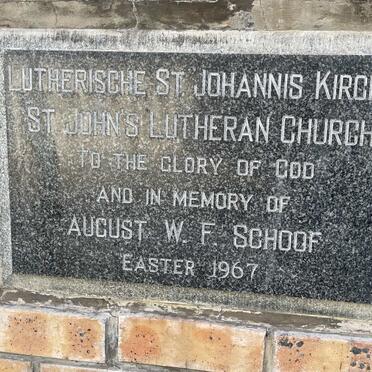 LUTHERISCHE ST. JOHANNIS KIRCH
ST JOHN'S LUTHERAN CHURCH
TO THE GLORY OF GOD
AND IN MEMORY OF
AUGUST W. F. SCHOOF
EASTER 1967